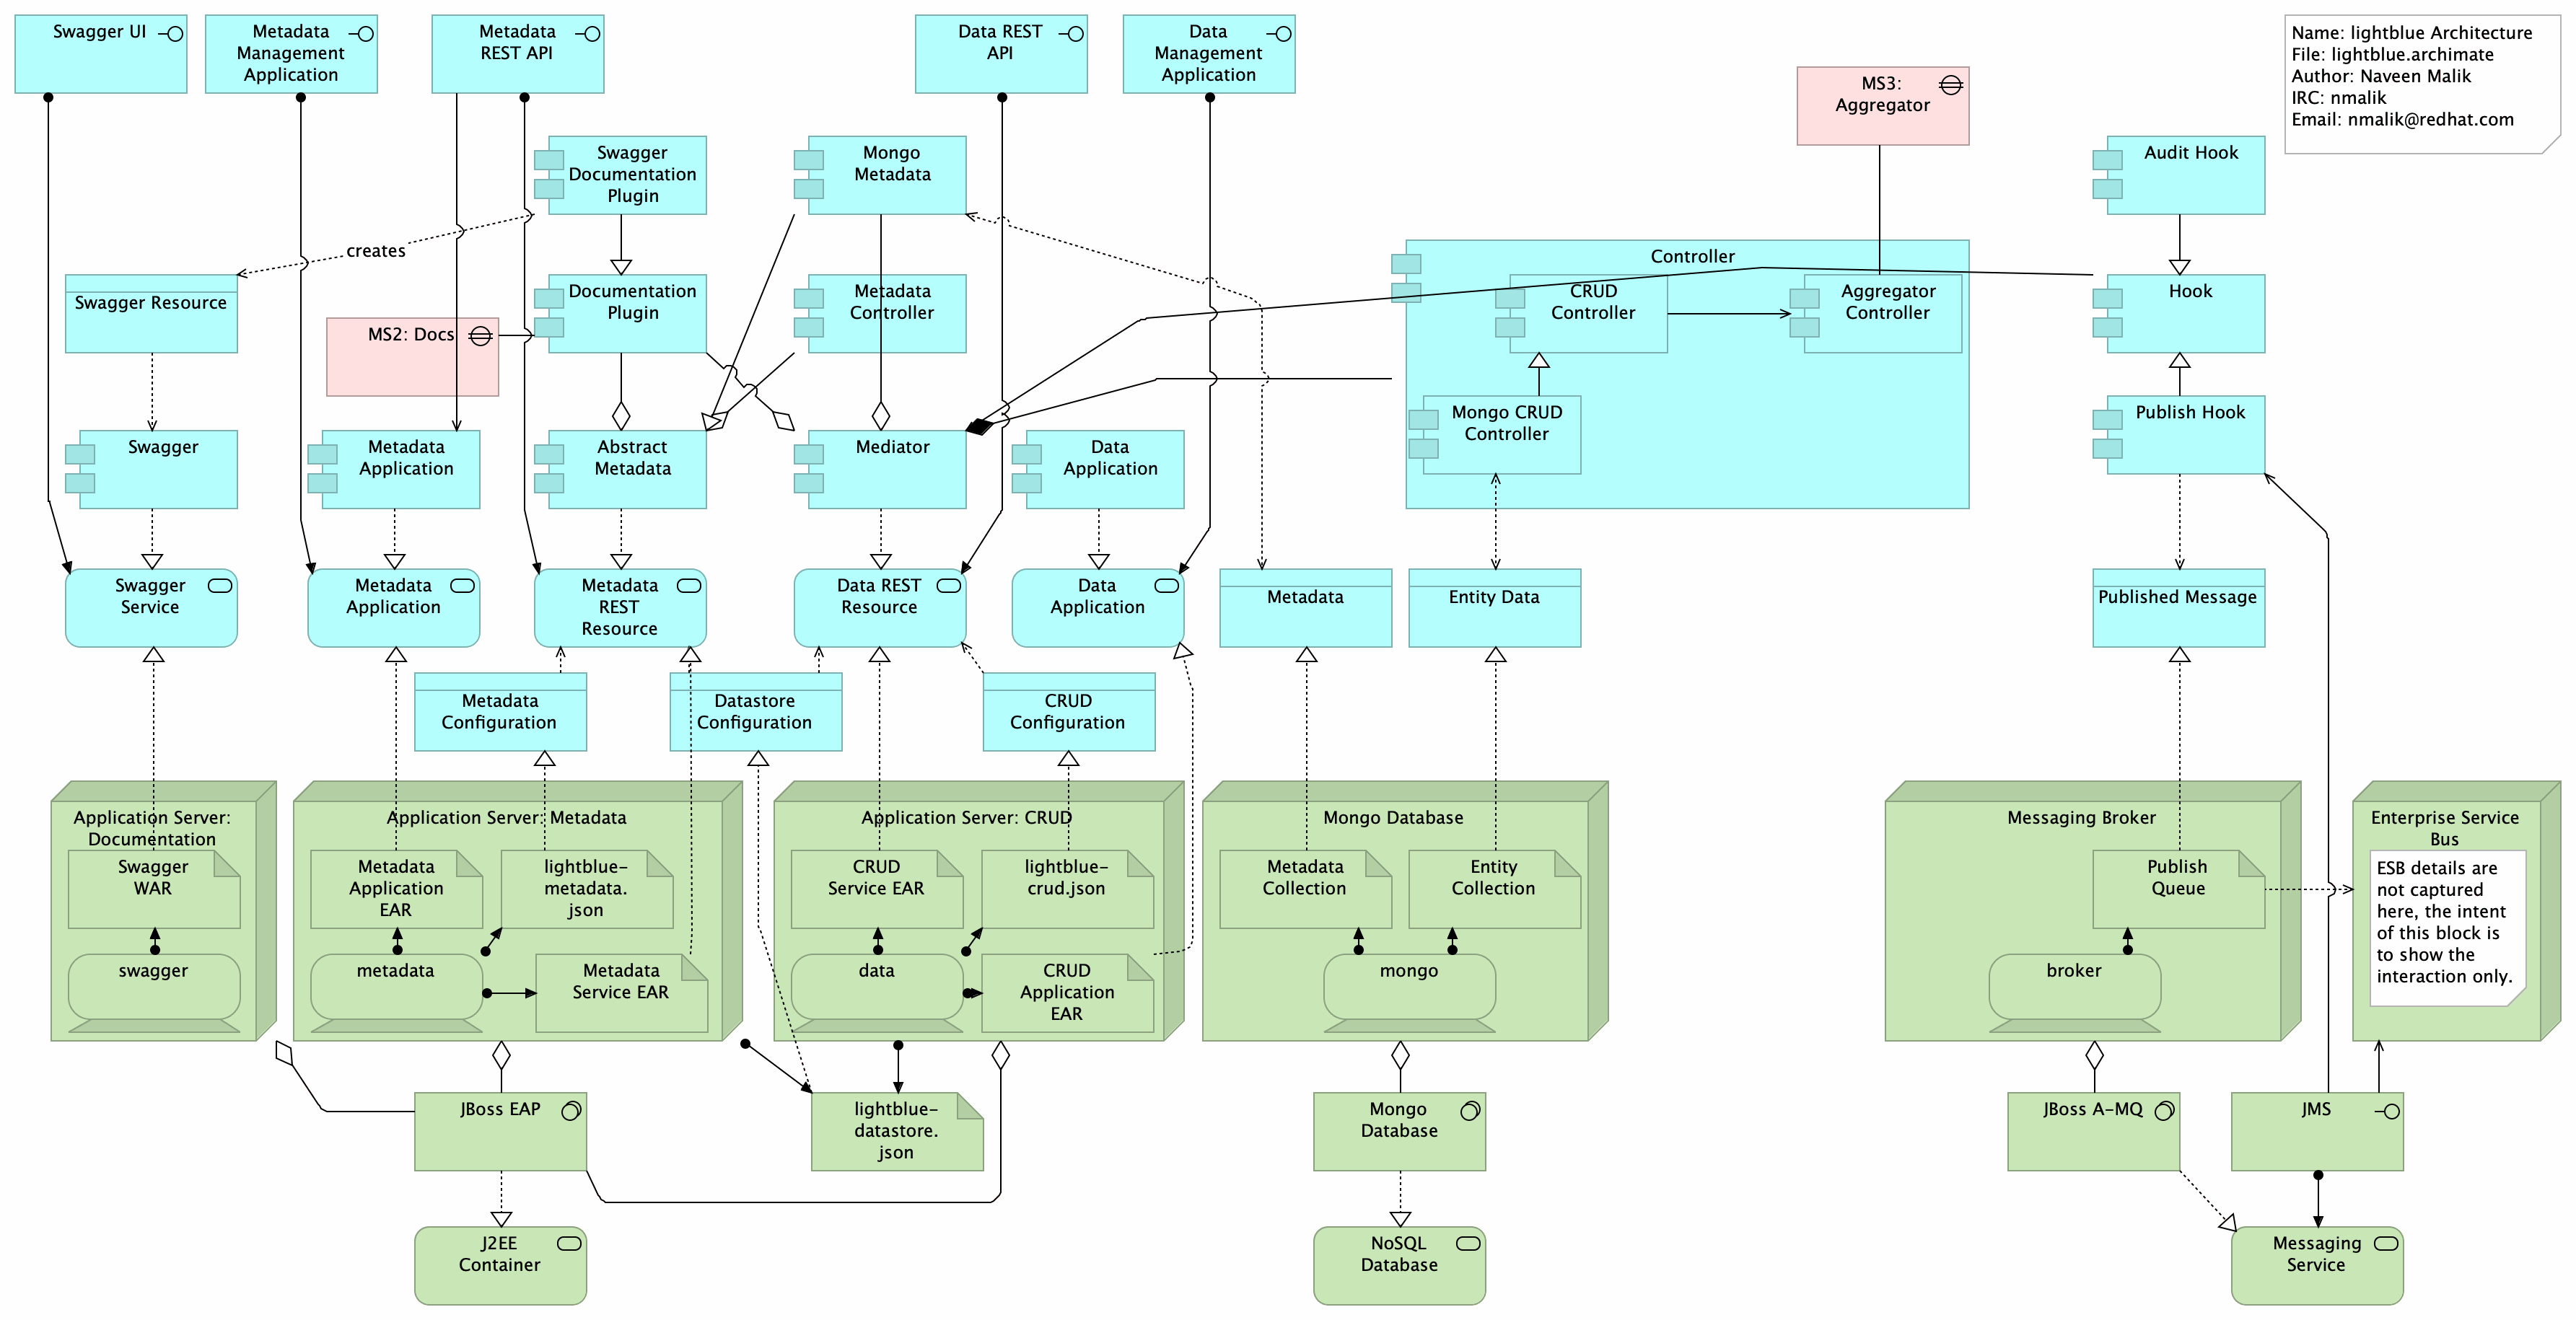 Swagger UI
Metadata
Management
Application
Metadata
REST API
Data REST
API
Data
Management
Application
Name: lightblue Architecture
File: lightblue.archimate
Author: Naveen Malik
IRC: nmalik
Email: nmalik@redhat.com
MS3:
Aggregator
Swagger
Documentation
Plugin
Mongo
Metadata
Audit Hook
creates
Controller
Swagger Resource
Documentation
Plugin
Metadata
Controller
CRUD
Controller
Aggregator
Controller
Hook
MS2: Docs
Mongo CRUD
Controller
Publish Hook
Swagger
Metadata
Application
Abstract
Metadata
Mediator
Data
Application
Swagger
Service
Metadata
Application
Metadata
REST
Resource
Data REST
Resource
Data
Application
Metadata
Entity Data
Published Message
Metadata
Configuration
Datastore
Configuration
CRUD
Configuration
Application Server:
Documentation
Application Server: Metadata
Application Server: CRUD
Mongo Database
Messaging Broker
Enterprise Service
Bus
Swagger
WAR
Metadata
Application
EAR
lightblue-
metadata.
json
CRUD
Service EAR
lightblue-
crud.json
Metadata
Collection
Entity
Collection
Publish
Queue
ESB details are
not captured
here, the intent
of this block is
to show the
interaction only.
swagger
metadata
Metadata
Service EAR
data
CRUD
Application
EAR
mongo
broker
JBoss EAP
lightblue-
datastore.
json
Mongo
Database
JBoss A-MQ
JMS
J2EE
Container
NoSQL
Database
Messaging
Service